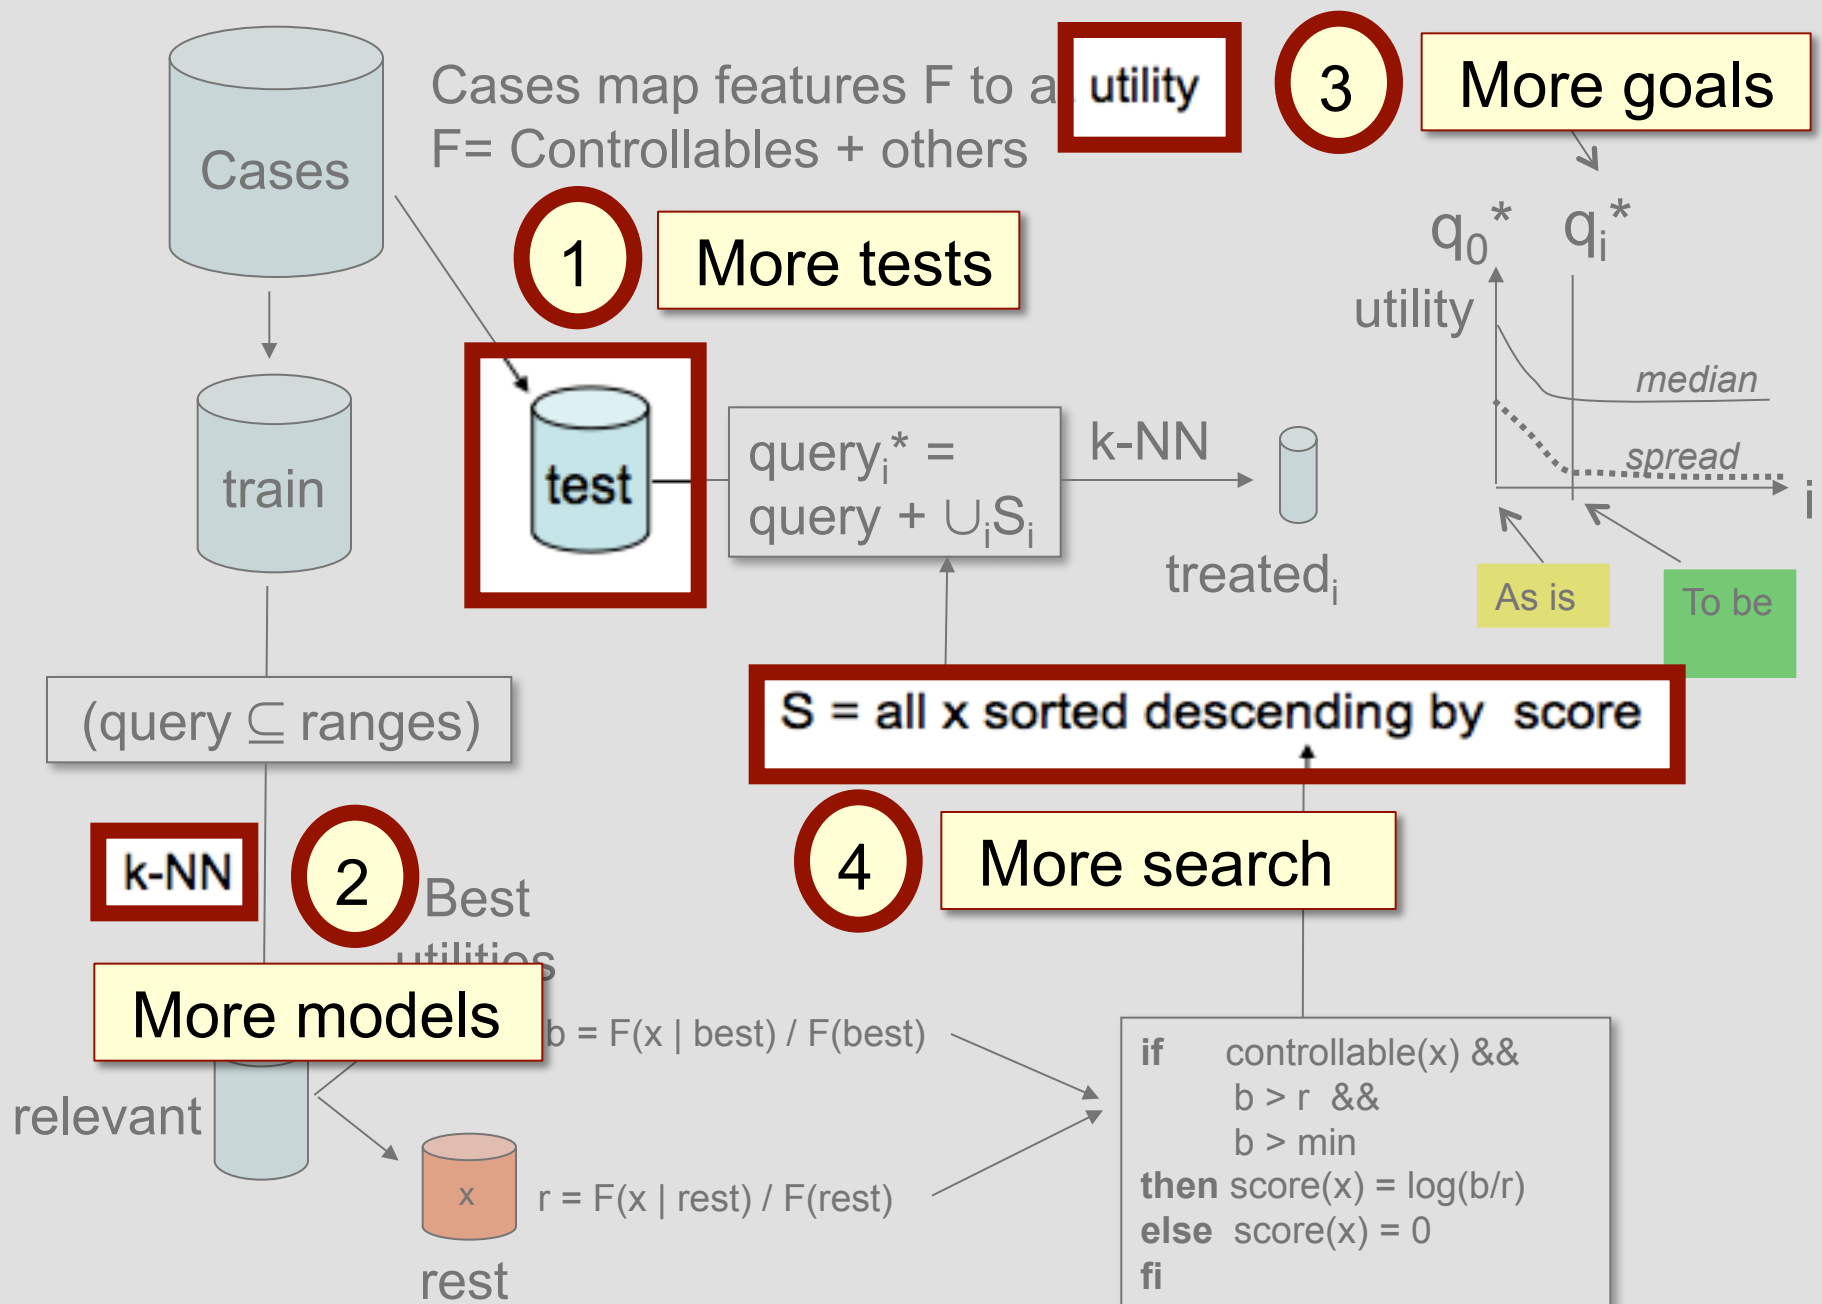 Cases map features F to a
utility
3
More goals
F= Controllables + others
Cases
1
More tests
q0*
qi*
utility
median
spread
i
As is
To be
train
test
queryi* =
query + ∪iSi
k-NN
treatedi
(query ⊆ ranges)
S = all x sorted descending by score
k-NN
2
Best
utilities
4
More search
More models
b = F(x | best) / F(best)
relevant
x
r = F(x | rest) / F(rest)
rest
if controllable(x) &&
b > r &&
b > min
then score(x) = log(b/r)
else score(x) = 0
fi